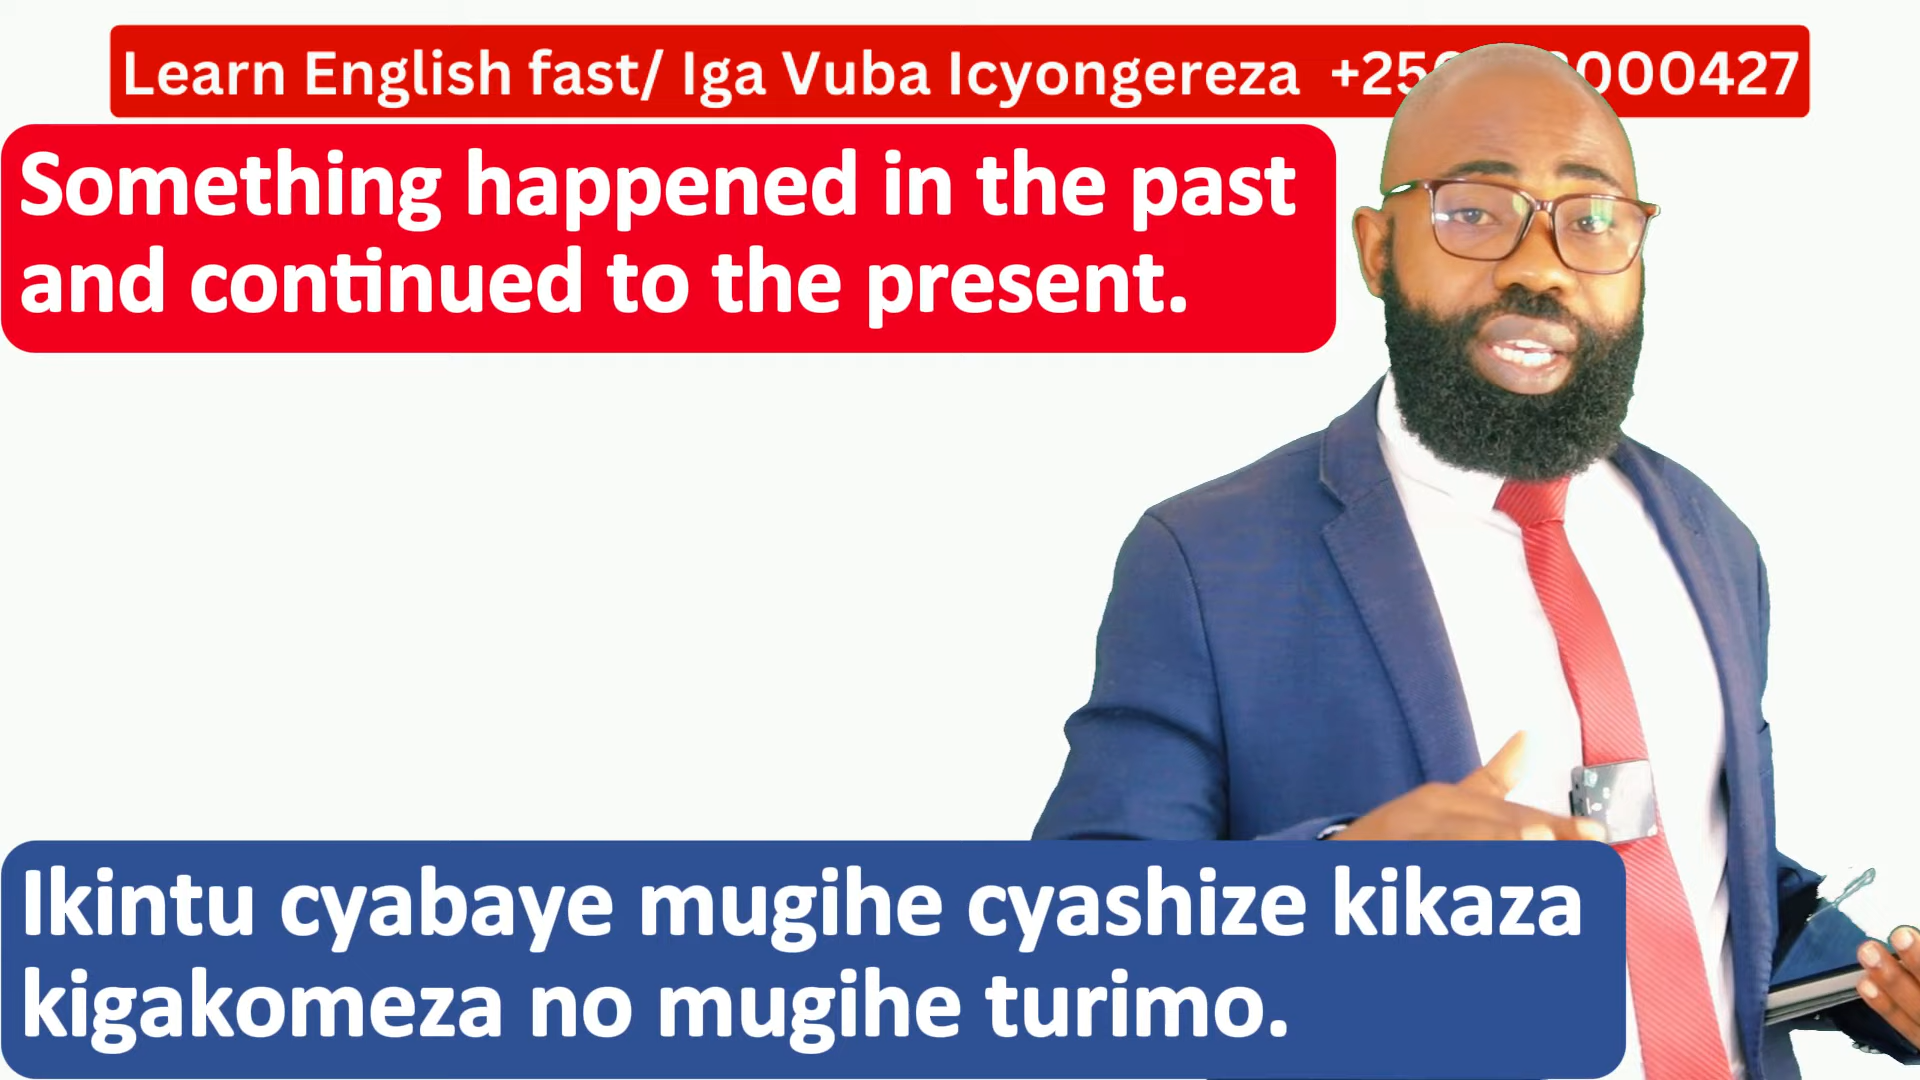 Learn English fast/ Iga Vuba Icyongereza 000427
Something happened in the past
and continued to the present.
Ikintu cyabaye mugihe cyashize kikaza
kigakomeza no mugihe turimo.